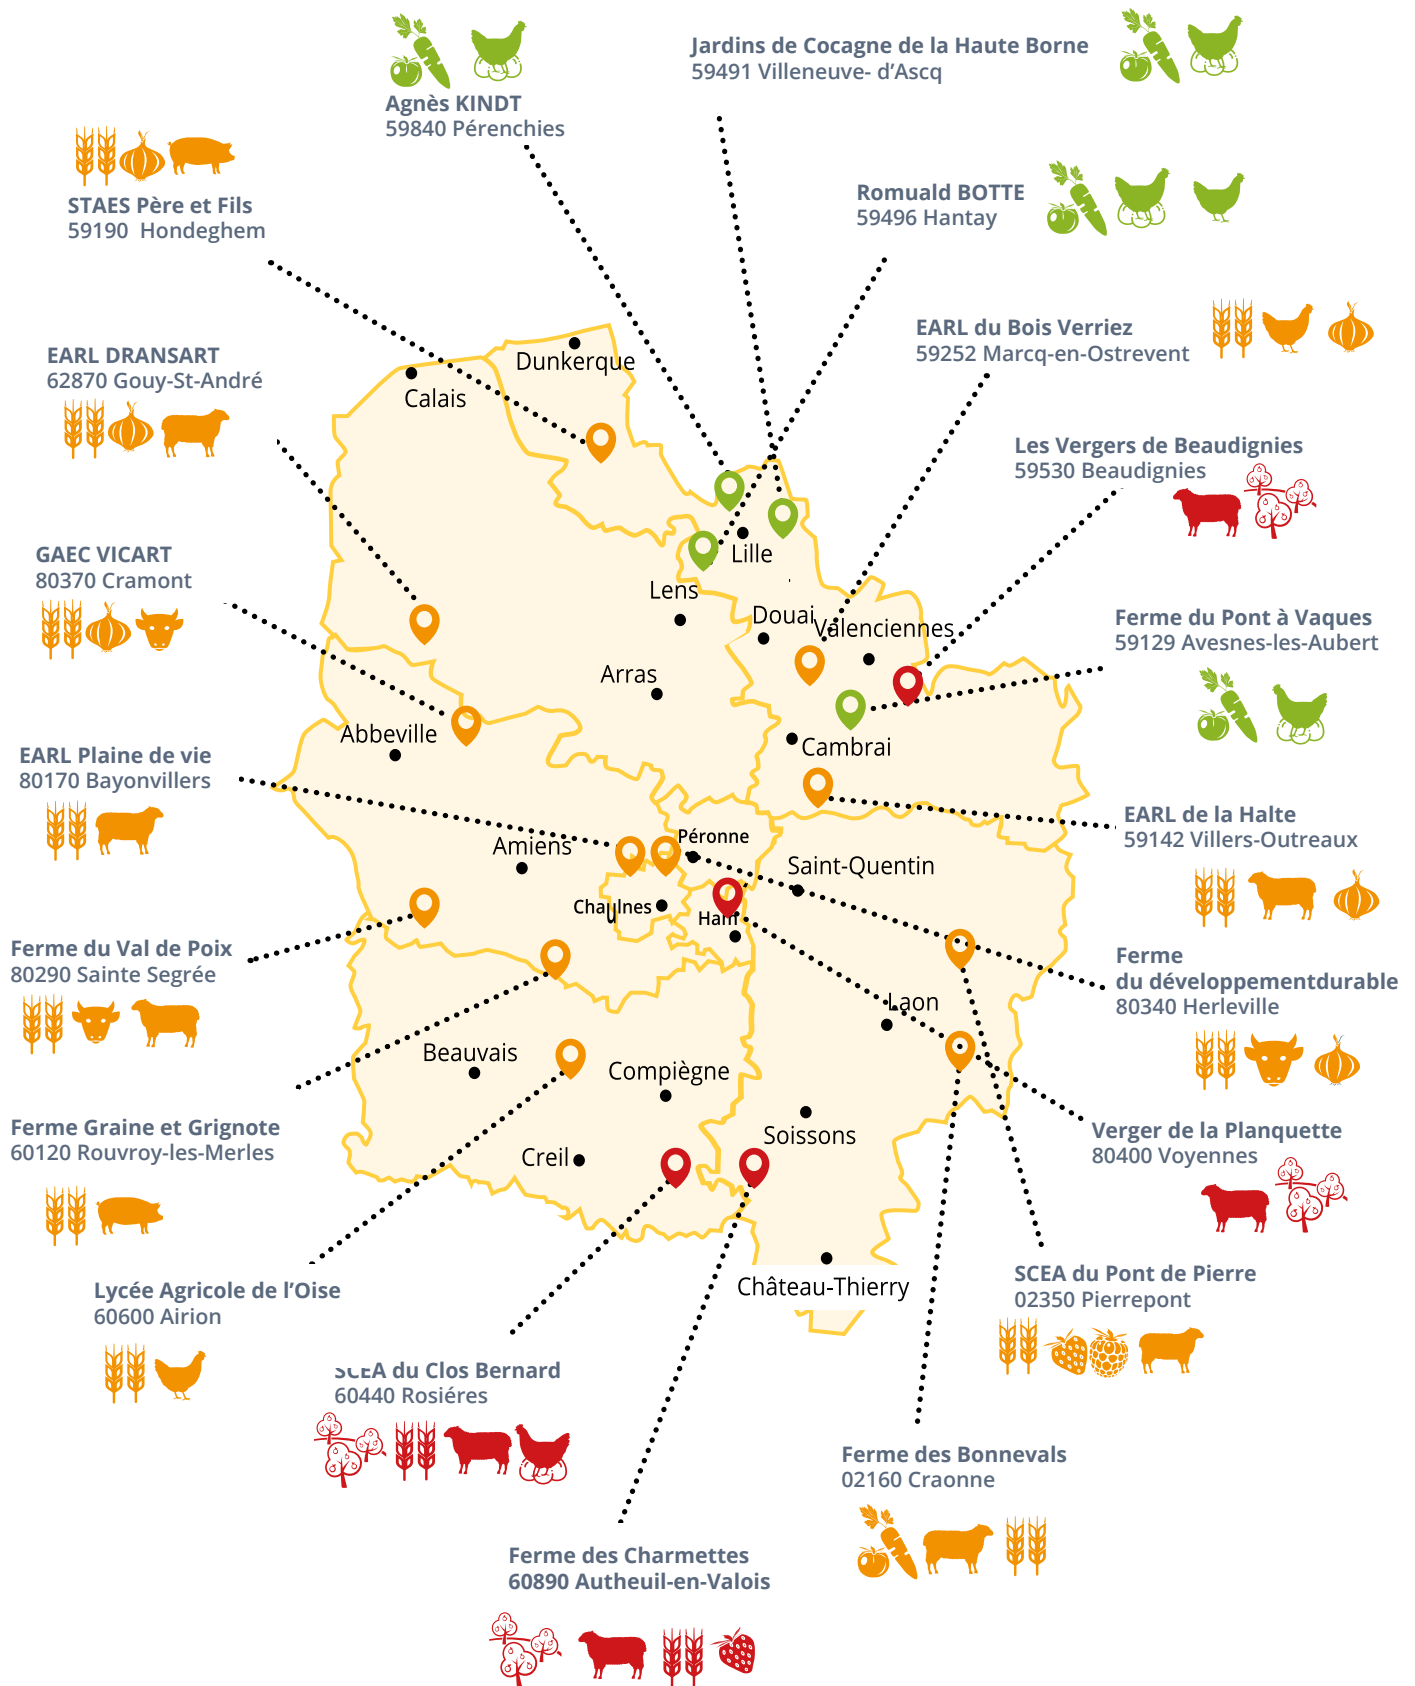 Jardins de Cocagne de la Haute Borne
59491 Villeneuve- d’Ascq
Agnès KINDT
59840 Pérenchies
Romuald BOTTE
59496 Hantay
STAES Père et Fils
59190 Hondeghem
EARL du Bois Verriez
59252 Marcq-en-Ostrevent
EARL DRANSART
62870 Gouy-St-André
Dunkerque
Calais
Les Vergers de Beaudignies
59530 Beaudignies
GAEC VICART
80370 Cramont
Lille
Lens
Douai
Valenciennes
Ferme du Pont à Vaques
59129 Avesnes-les-Aubert
Arras
Abbeville
Cambrai
EARL Plaine de vie
80170 Bayonvillers
EARL de la Halte
59142 Villers-Outreaux
Amiens
Péronne
Saint-Quentin
Chaulnes
Ham
Ferme du Val de Poix
80290 Sainte Segrée
Ferme
du développementdurable
80340 Herleville
Laon
Beauvais
Compiègne
Ferme Graine et Grignote
60120 Rouvroy-les-Merles
Verger de la Planquette
80400 Voyennes
Soissons
Creil
Lycée Agricole de l’Oise
60600 Airion
Château-Thierry
SCEA du Pont de Pierre
02350 Pierrepont
SCEA du Clos Bernard
60440 Rosiéres
Ferme des Bonnevals
02160 Craonne
Ferme des Charmettes
60890 Autheuil-en-Valois